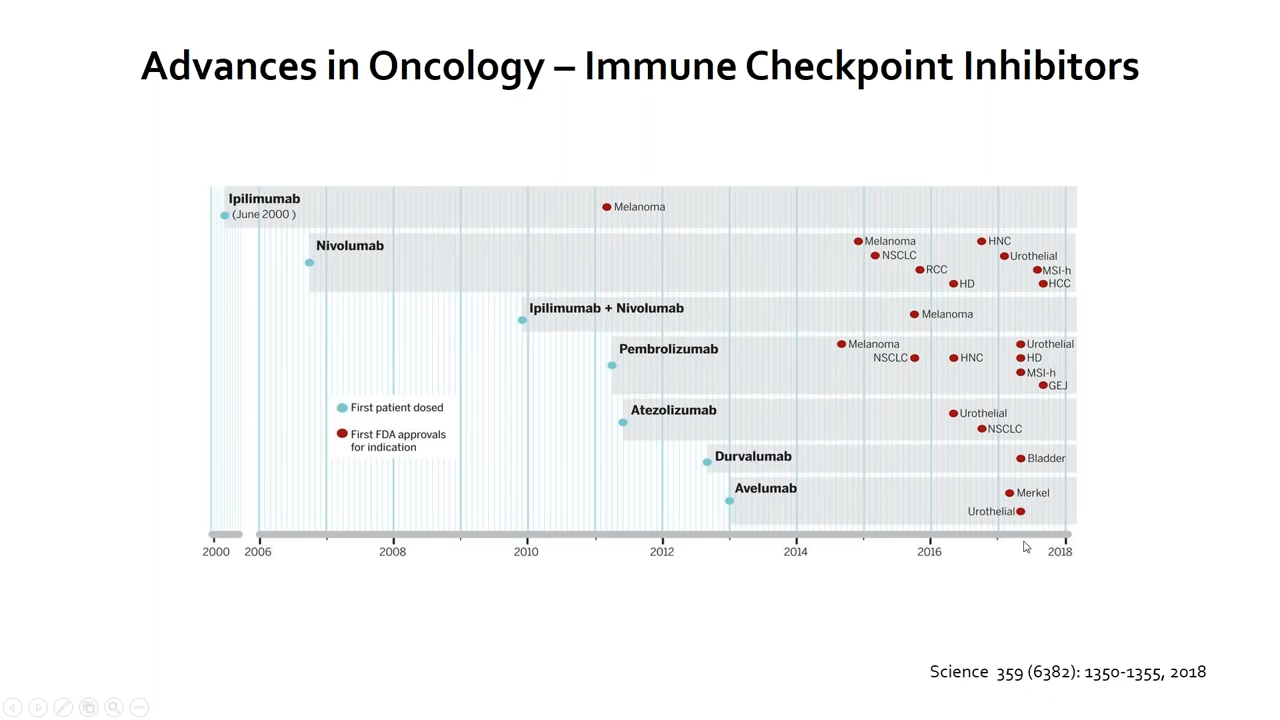 Advances in Oncology – Immune Checkpoint Inhibitors
Ipilimumab
(June 2000 )
Melanoma
Nivolumab
Melanoma
HNC
NSCLC
Urothelial
RCC
MSI-h
HD
HCC
Ipilimumab + Nivolumab
Melanoma
Pembrolizumab
Melanoma
Urothelial
NSCLC
HNC
HD
MSI-h
GEJ
First patient dosed
First FDA approvals
for indication
Atezolizumab
Urothelial
NSCLC
Durvalumab
Bladder
Avelumab
Merkel
Urothelial
2000 2006 2008 2010 2012 2014 2016 2018
Science 359 (6382): 1350-1355, 2018